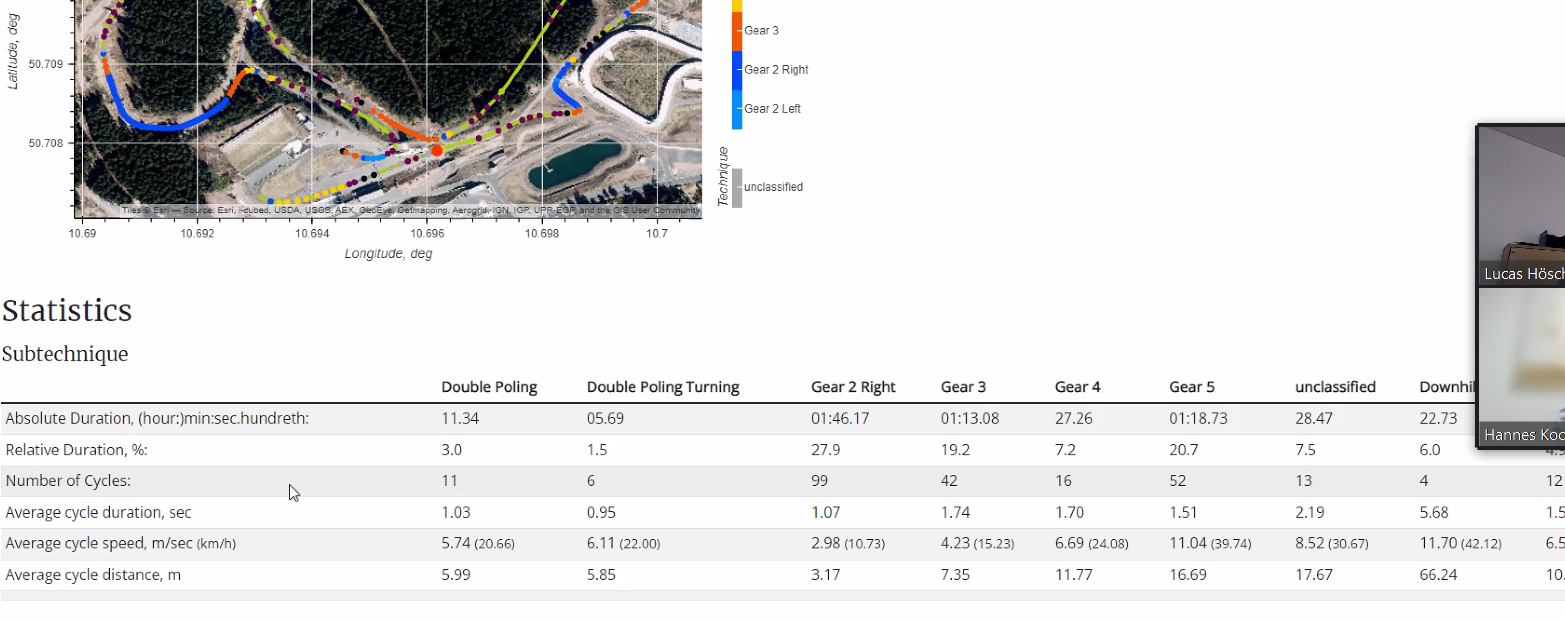 Latitude, deg
50.709
50.708
10.69 10.692 10.694 10.696 10.698 10.7
Longitude, deg
Tiles © Esri — Source: Esri, i-cubed, USDA, USGS, AEX, GeoEye, Getmapping, Aerogrid, IGN, IGP, UPR-EGP, and the GIS User Community
Gear 3
Gear 2 Right
Gear 2 Left
Technique
unclassified
Lucas Hösch
Hannes Koc
Statistics
Subtechnique
Double Poling Double Poling Turning Gear 2 Right Gear 3 Gear 4 Gear 5 unclassified Downhil
Absolute Duration, (hour:)min:sec.hundreth: 11.34 05.69 01:46.17 01:13.08 27.26 01:18.73 28.47 22.73
Relative Duration, %: 3.0 1.5 27.9 19.2 7.2 20.7 7.5 6.0
Number of Cycles: 11 6 99 42 16 52 13 4 12
Average cycle duration, sec 1.03 0.95 1.07 1.74 1.70 1.51 2.19 5.68 1.5
Average cycle speed, m/sec (km/h) 5.74 (20.66) 6.11 (22.00) 2.98 (10.73) 4.23 (15.23) 6.69 (24.08) 11.04 (39.74) 8.52 (30.67) 11.70 (42.12) 6.5
Average cycle distance, m 5.99 5.85 3.17 7.35 11.77 16.69 17.67 66.24 10.